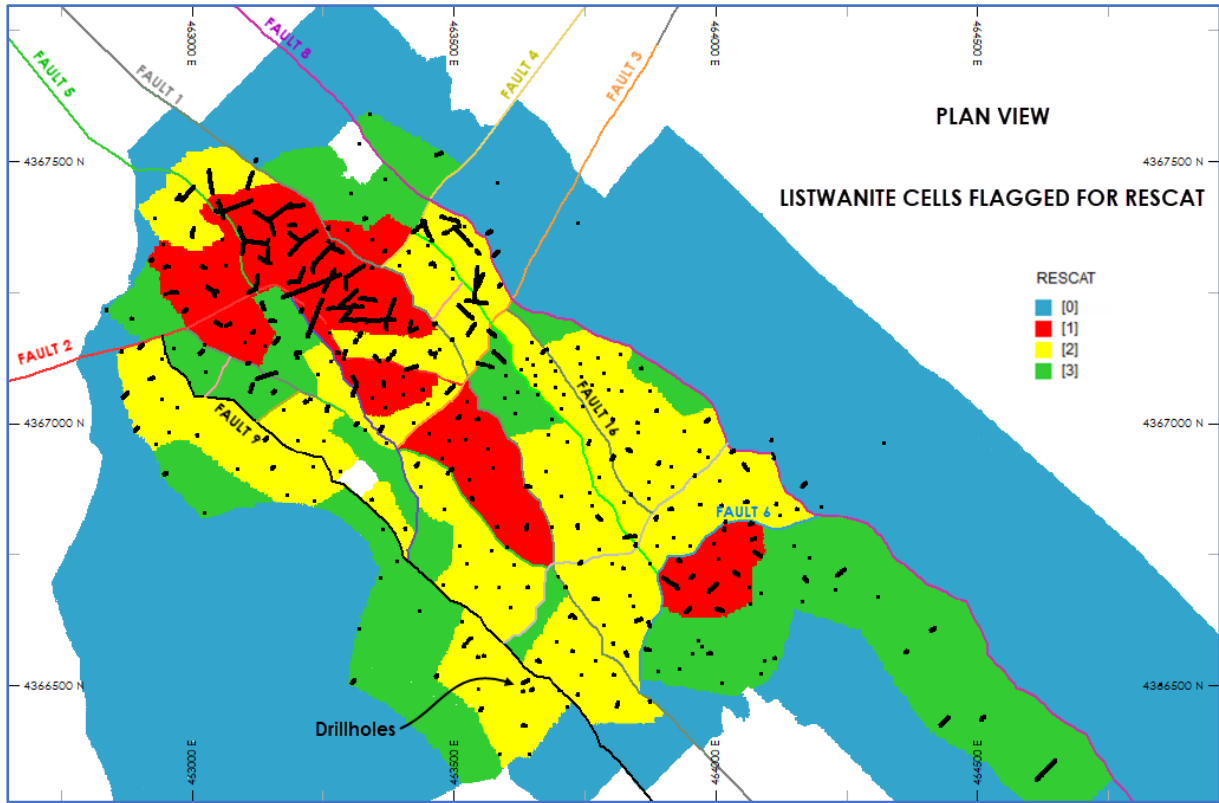 463000 E
463500 E
464000 E
464500 E
FAULT 5
FAULT 1
FAULT 8
FAULT 4
FAULT 3
PLAN VIEW
4367500 N
4367500 N
LISTWANITE CELLS FLAGGED FOR RESCAT
RESCAT
[0]
[1]
[2]
[3]
FAULT 2
FAULT 16
4367000 N
4367000 N
FAULT 9
FAULT 6
4366500 N
4366500 N
Drillholes
463000 E
463500 E
464000 E
464500 E